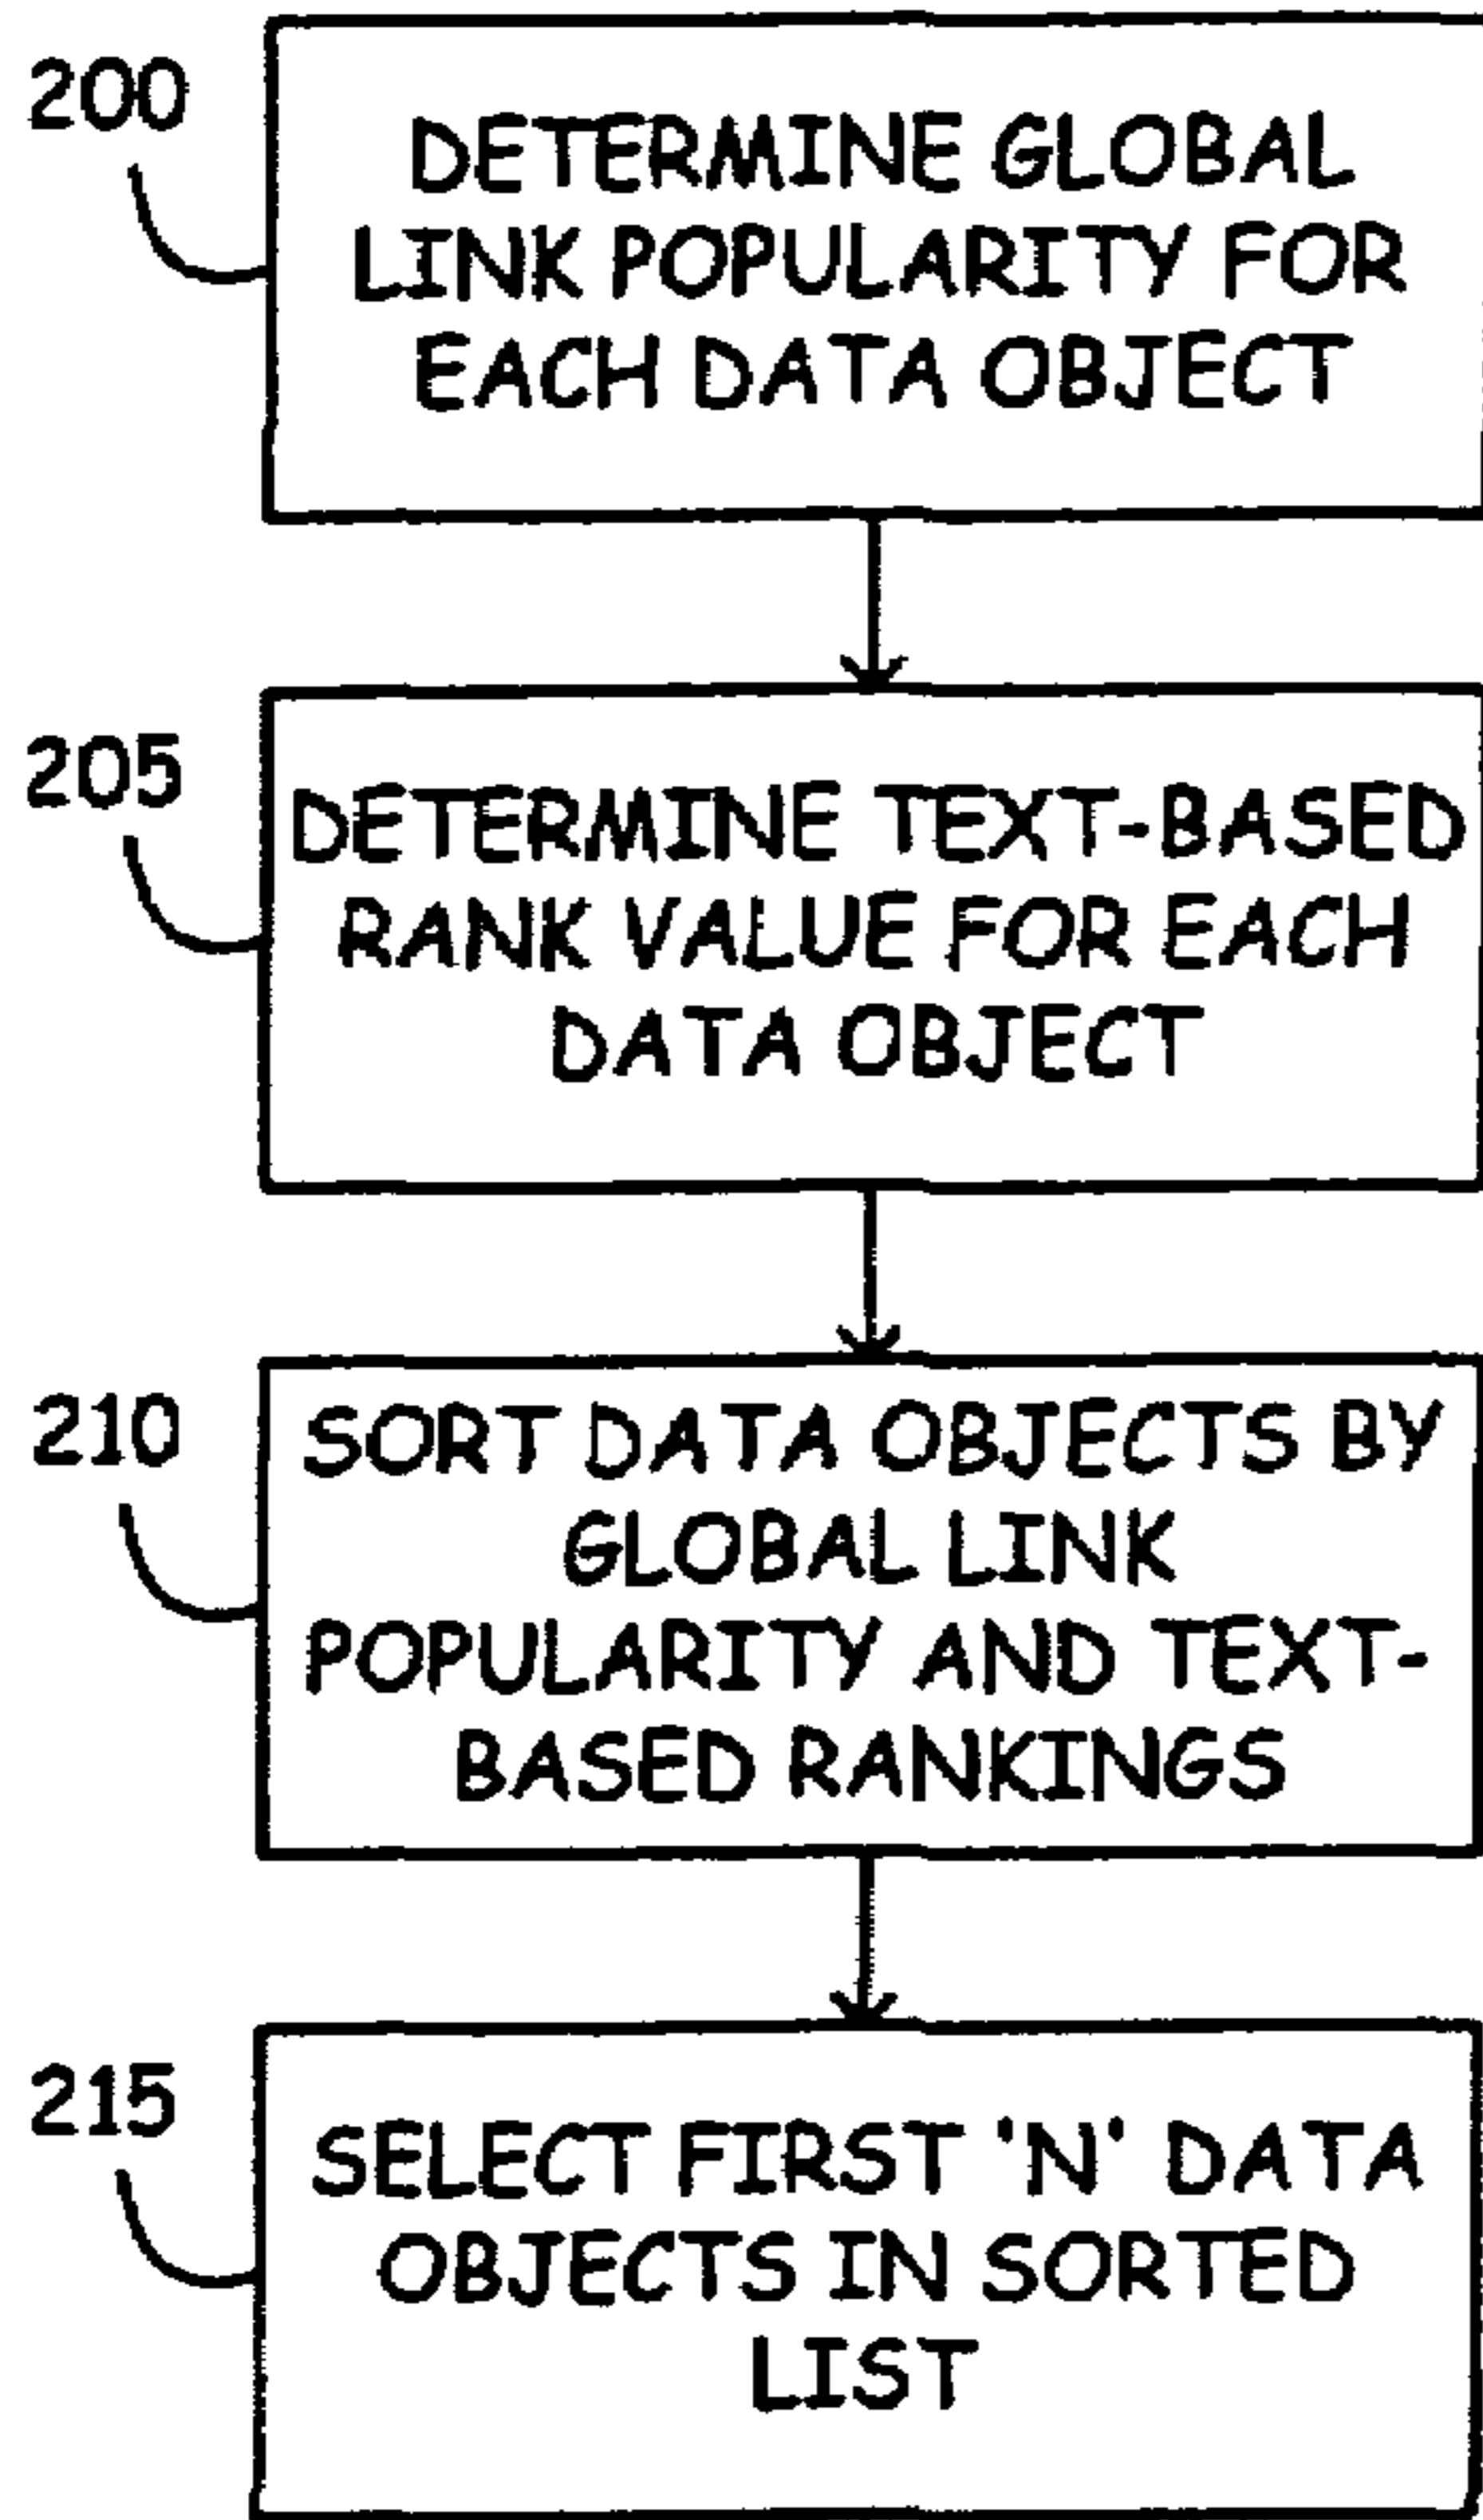 200
DETERMINE GLOBAL
LINK POPULARITY FOR
EACH DATA OBJECT
205
DETERMINE TEXT-BASED
RANK VALUE FOR EACH
DATA OBJECT
210
SORT DATA OBJECTS BY
GLOBAL LINK
POPULARITY AND TEXT-
BASED RANKINGS
215
SELECT FIRST 'N' DATA
OBJECTS IN SORTED
LIST